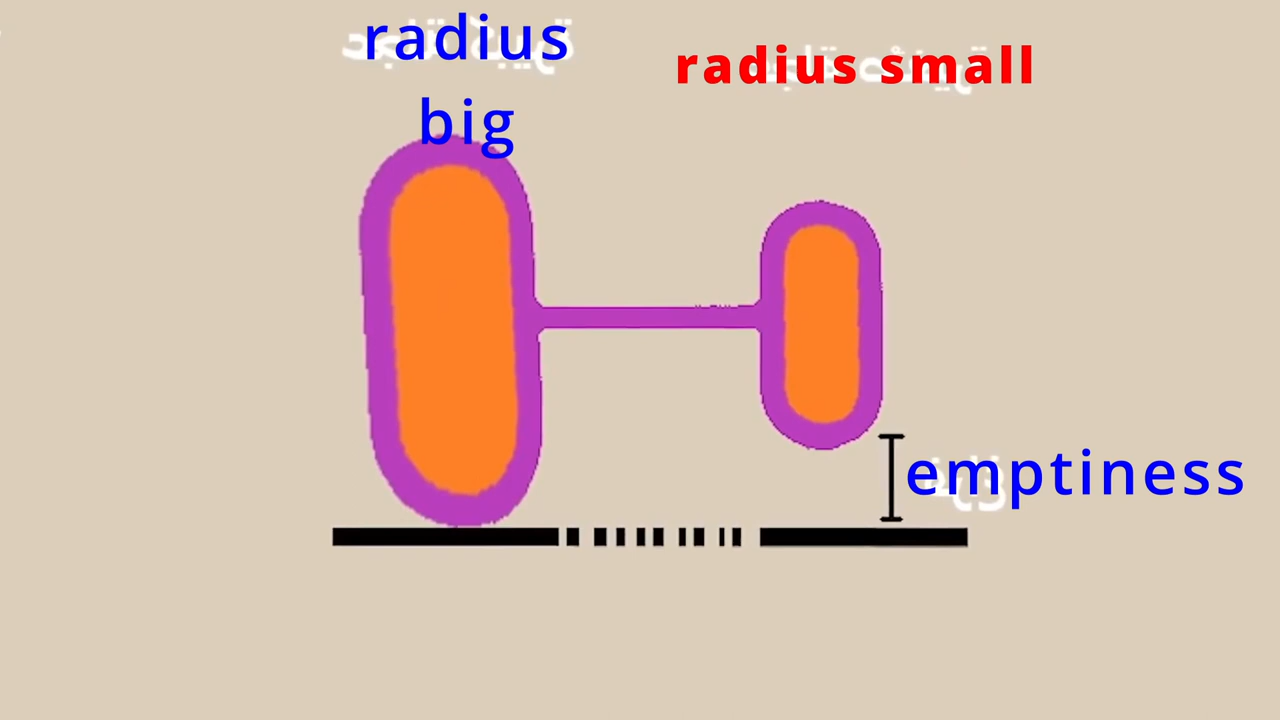 radius
big
radius small
emptiness